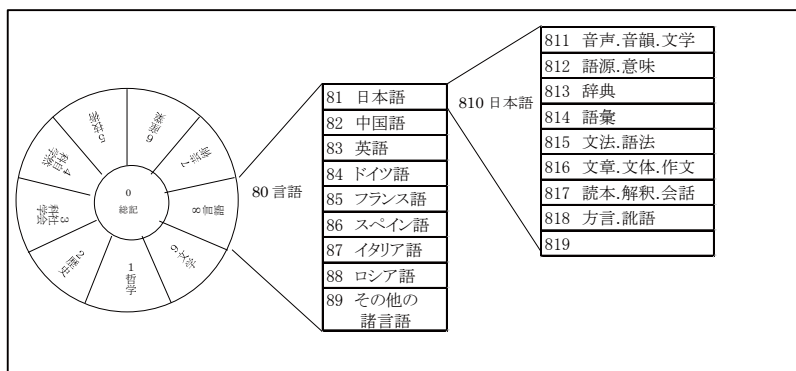 0
総記
1
哲学
2 歴史
3
社会
科学
4
自然
科学
5 技術
6
産業
7
芸術
8 言語
9 文学
80 言語
81 日本語
82 中国語
83 英語
84 ドイツ語
85 フランス語
86 スペイン語
87 イタリア語
88 ロシア語
89 その他の
諸言語
810 日本語
811 音声.音韻.文学
812 語源.意味
813 辞典
814 語彙
815 文法.語法
816 文章.文体.作文
817 読本.解釈.会話
818 方言.訛語
819